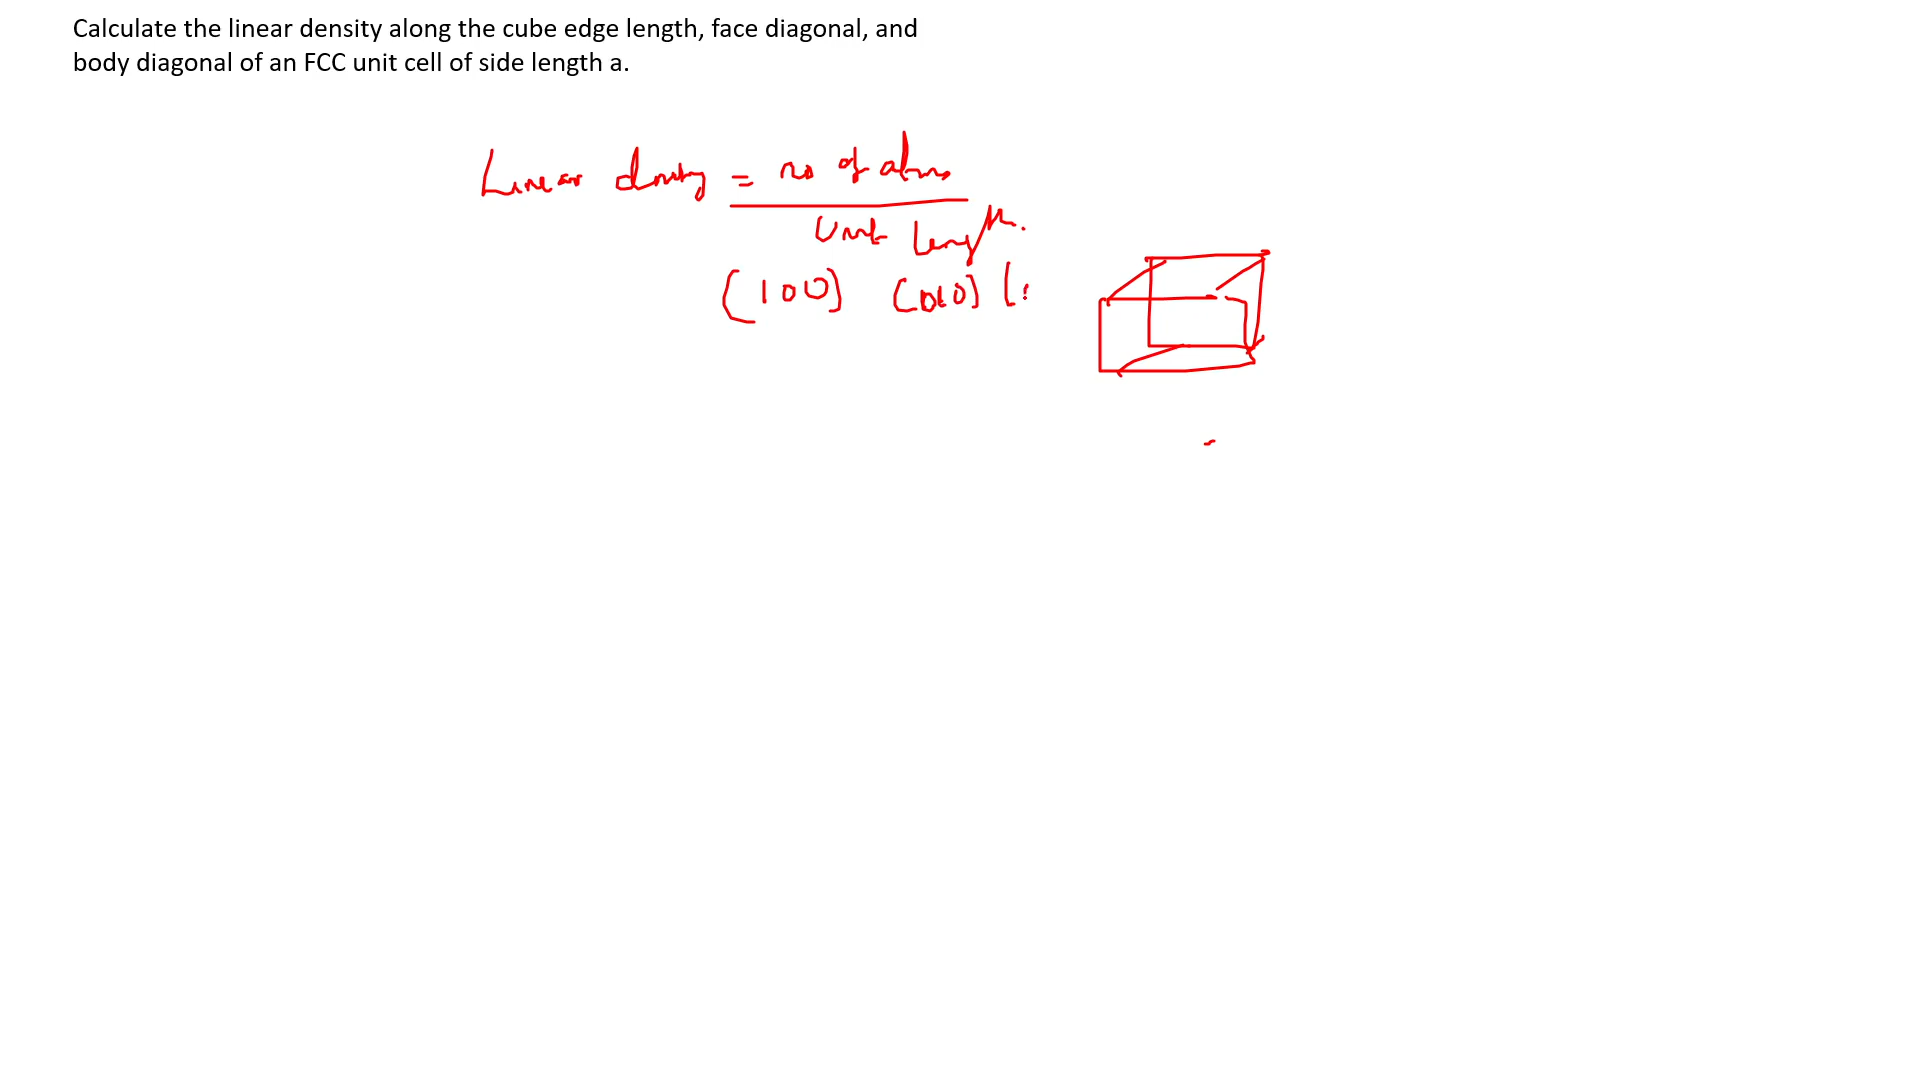 Calculate the linear density along the cube edge length, face diagonal, and
body diagonal of an FCC unit cell of side length a.
Linear density = no of atoms
Unit length.
(100) (010) (